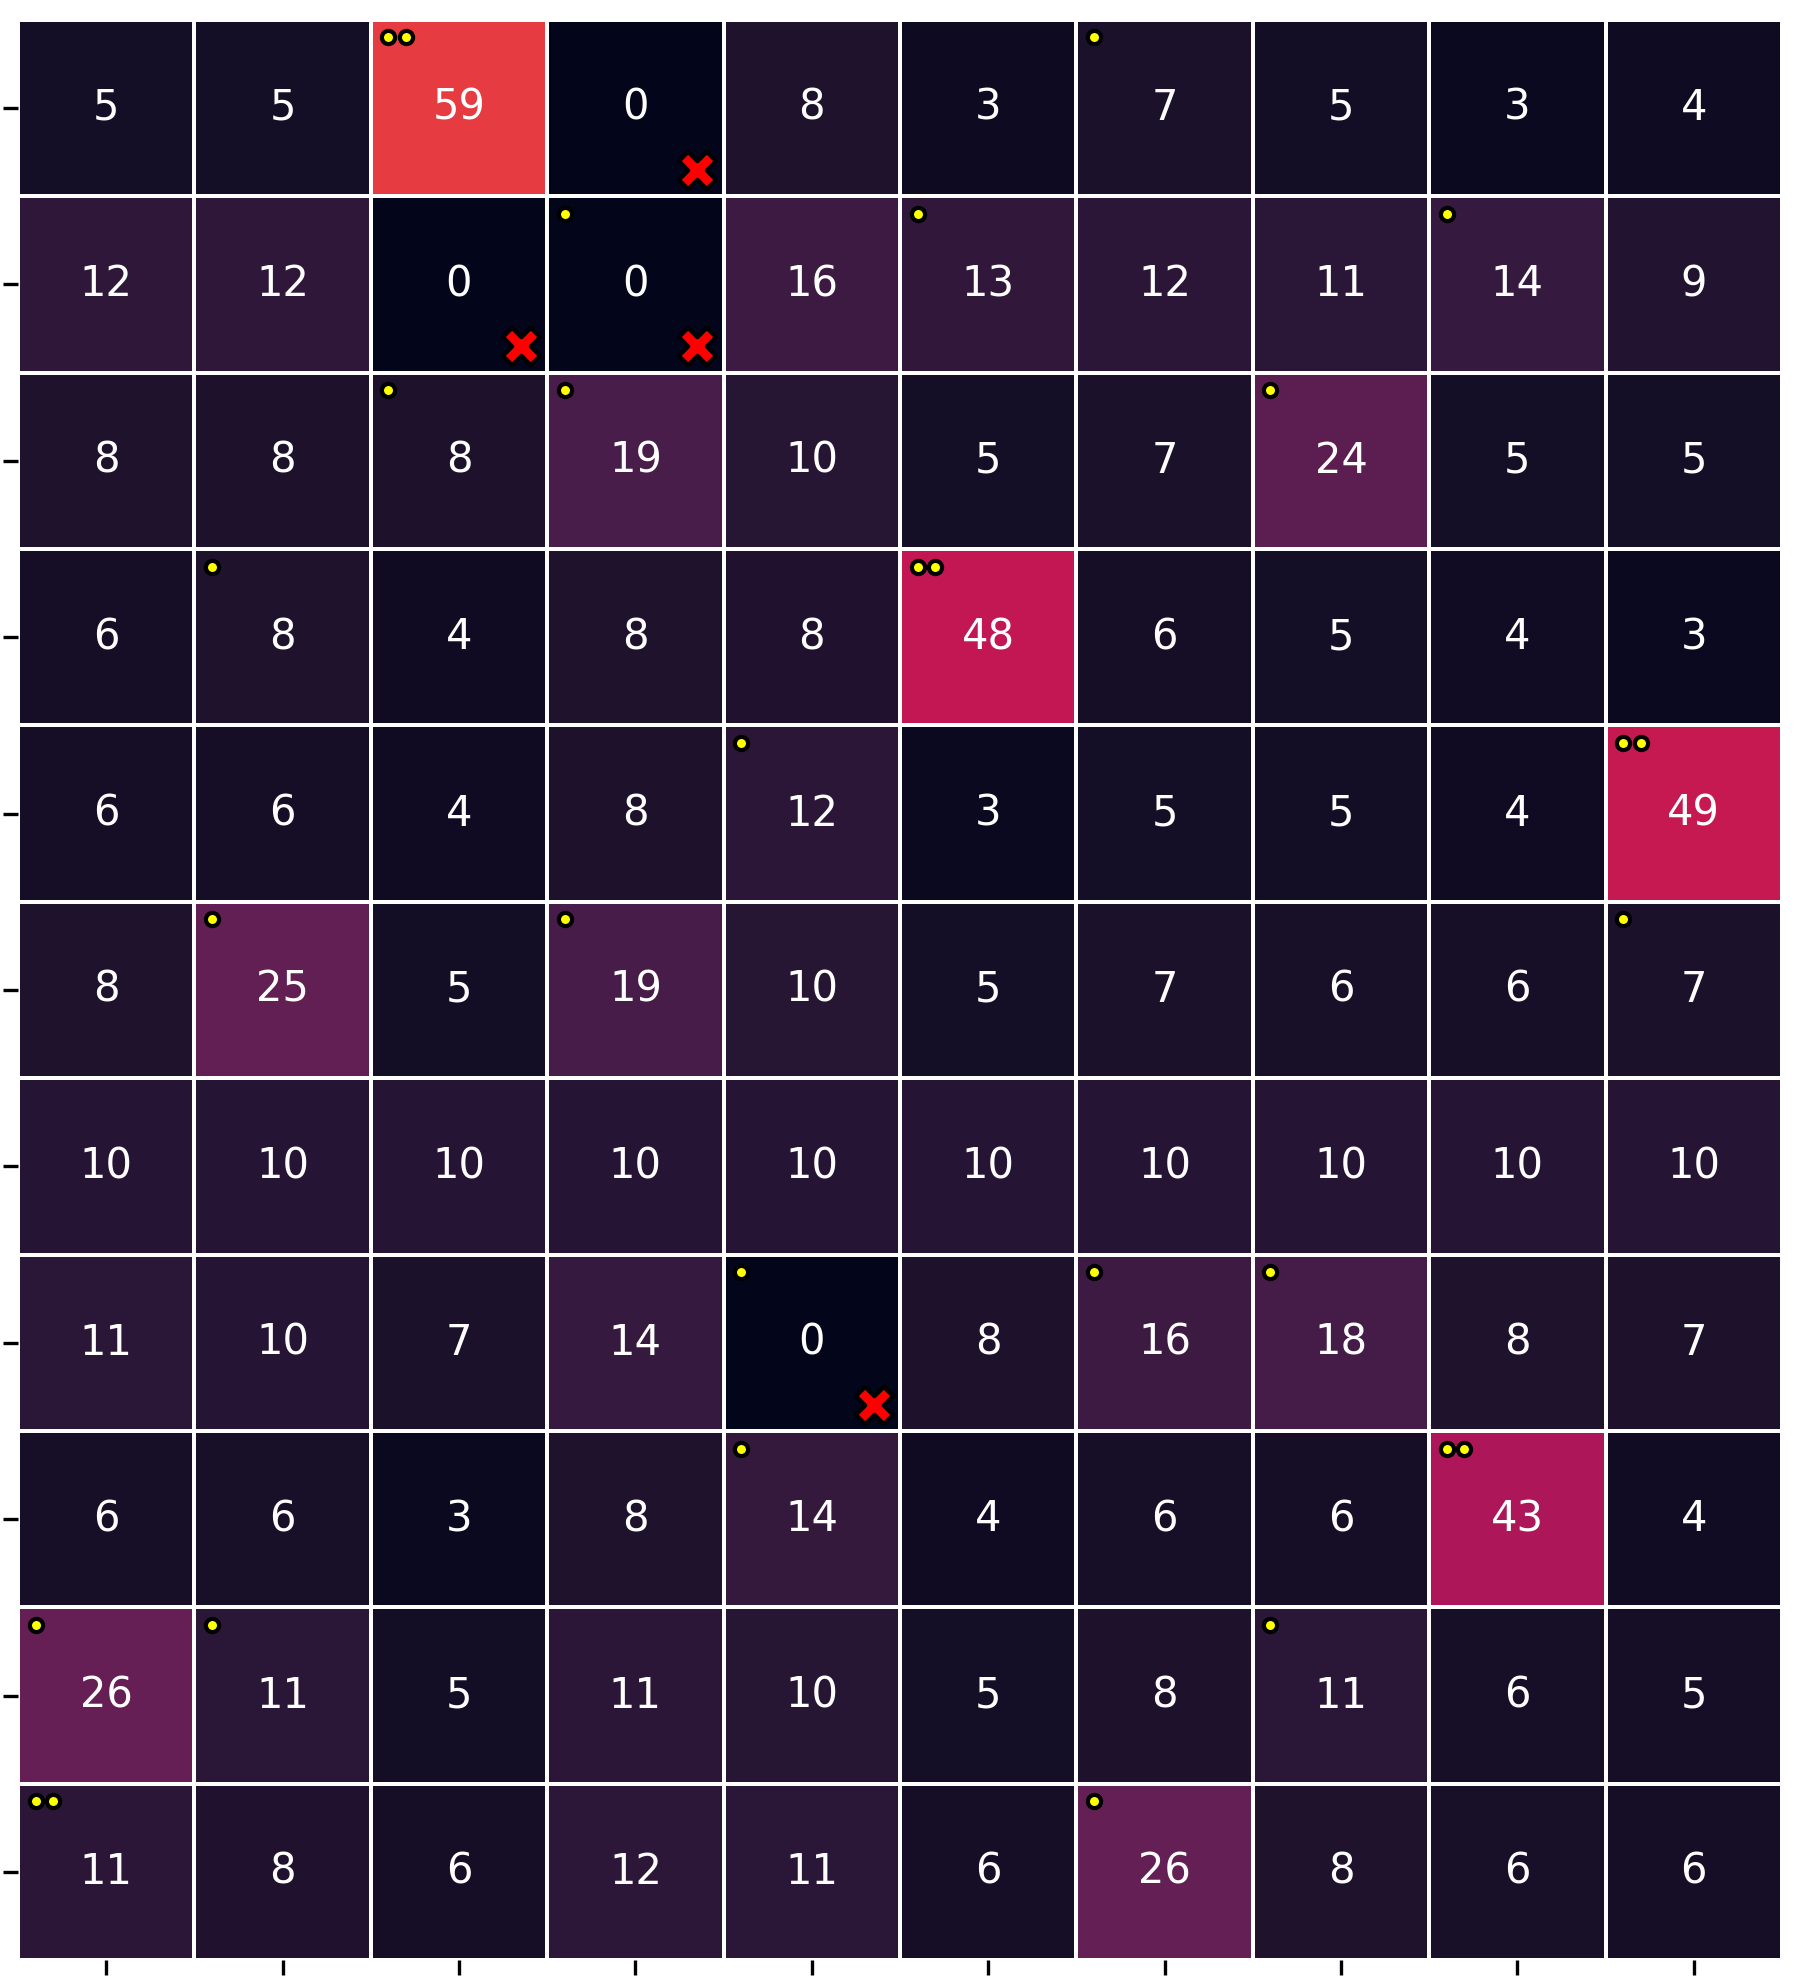 5 5 59 0 8 3 7 5 3 4
12 12 0 0 16 13 12 11 14 9
8 8 8 19 10 5 7 24 5 5
6 8 4 8 8 48 6 5 4 3
6 6 4 8 12 3 5 5 4 49
8 25 5 19 10 5 7 6 6 7
10 10 10 10 10 10 10 10 10 10
11 10 7 14 0 8 16 18 8 7
6 6 3 8 14 4 6 6 43 4
26 11 5 11 10 5 8 11 6 5
11 8 6 12 11 6 26 8 6 6